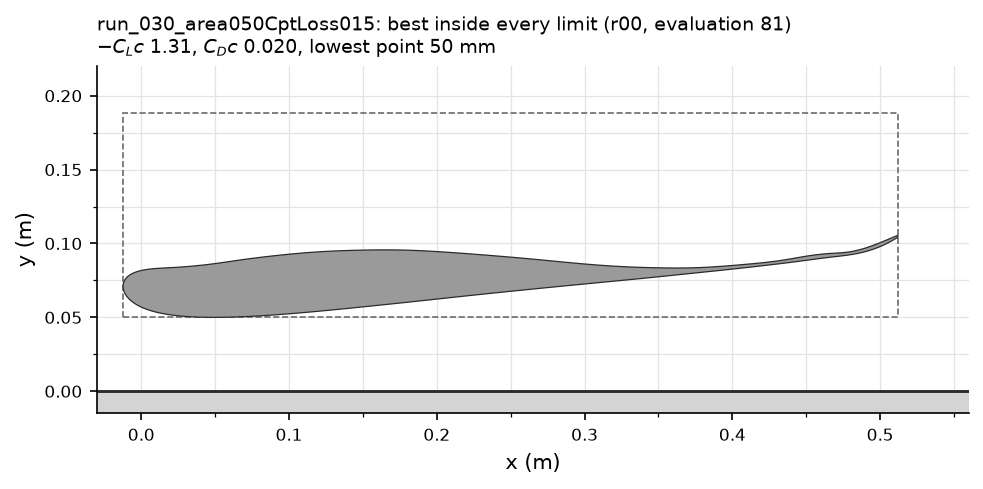 run_030_area050CptLoss015: best inside every limit (r00, evaluation 81)
−C_L c 1.31, C_D c 0.020, lowest point 50 mm
0.20
0.15
0.10
0.05
0.00
y (m)
0.0 0.1 0.2 0.3 0.4 0.5
x (m)